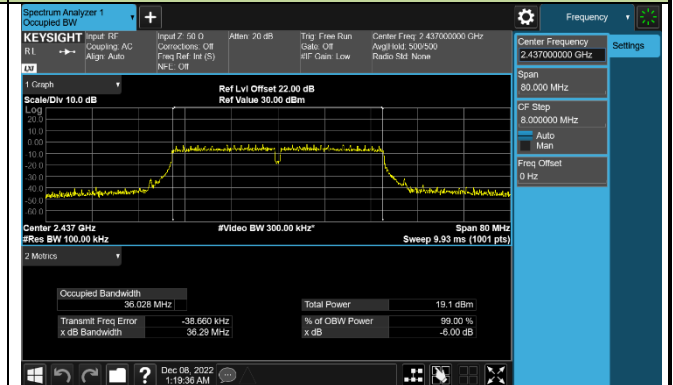 Spectrum Analyzer 1
Occupied BW
+
Frequency
KEYSIGHT
Input: RF
Input Z: 50 Ω
Atten: 20 dB
Trig: Free Run
Center Freq: 2.437000000 GHz
RL
Coupling: AC
Corrections: Off
Gate: Off
Avg|Hold: 500/500
Align: Auto
Freq Ref: Int (S)
#IF Gain: Low
Radio Std: None
NFE: Off
LXI
Center Frequency
2.437000000 GHz
Settings
Span
80.000 MHz
CF Step
8.000000 MHz
Auto
Man
Freq Offset
0 Hz
1 Graph
Ref Lvl Offset 22.00 dB
Scale/Div 10.0 dB
Ref Value 30.00 dBm
Log
20.0
10.0
0.00
-10.0
-20.0
-30.0
-40.0
-50.0
-60.0
Center 2.437 GHz
#Video BW 300.00 kHz*
Span 80 MHz
#Res BW 100.00 kHz
Sweep 9.93 ms (1001 pts)
2 Metrics
Occupied Bandwidth
36.028 MHz
Total Power
19.1 dBm
Transmit Freq Error
-38.660 kHz
% of OBW Power
99.00 %
x dB Bandwidth
36.29 MHz
x dB
-6.00 dB
?
Dec 08, 2022
1:19:36 AM